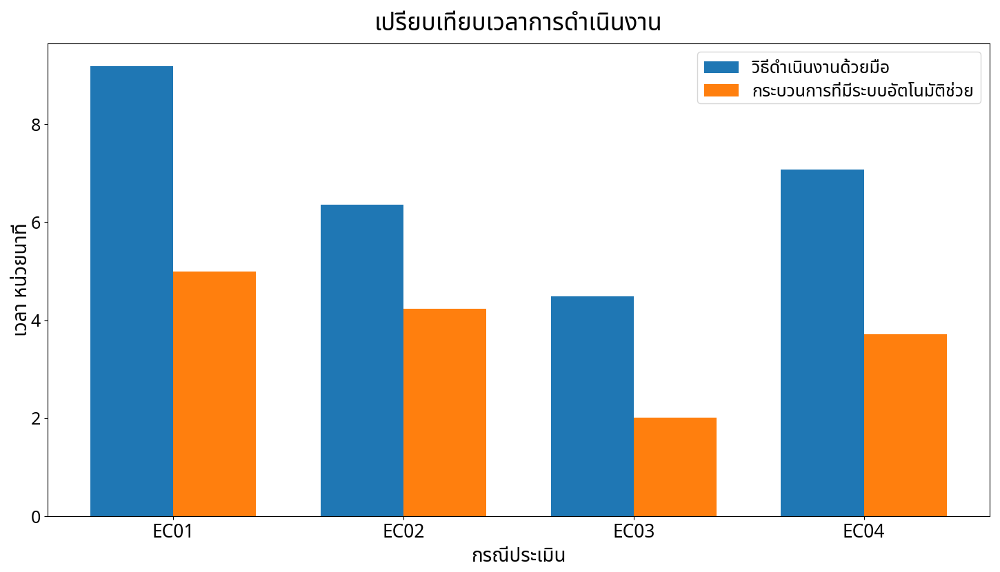 เปรียบเทียบเวลาการดำเนินงาน
วิธีดำเนินงานด้วยมือ
กระบวนการที่มีระบบอัตโนมัติช่วย
เวลา หน่วยนาที
8
6
4
2
0
EC01 EC02 EC03 EC04
กรณีประเมิน